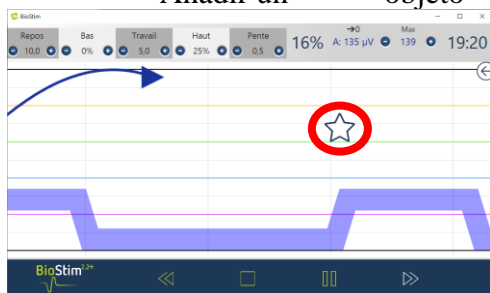 Añadir un objeto
BioStim
Repos Bas Travail Haut Pente →0 Max
10,0 0% 5,0 25% 0,5 16% A: 135 µV 139 19:20
BioStim 2.2+